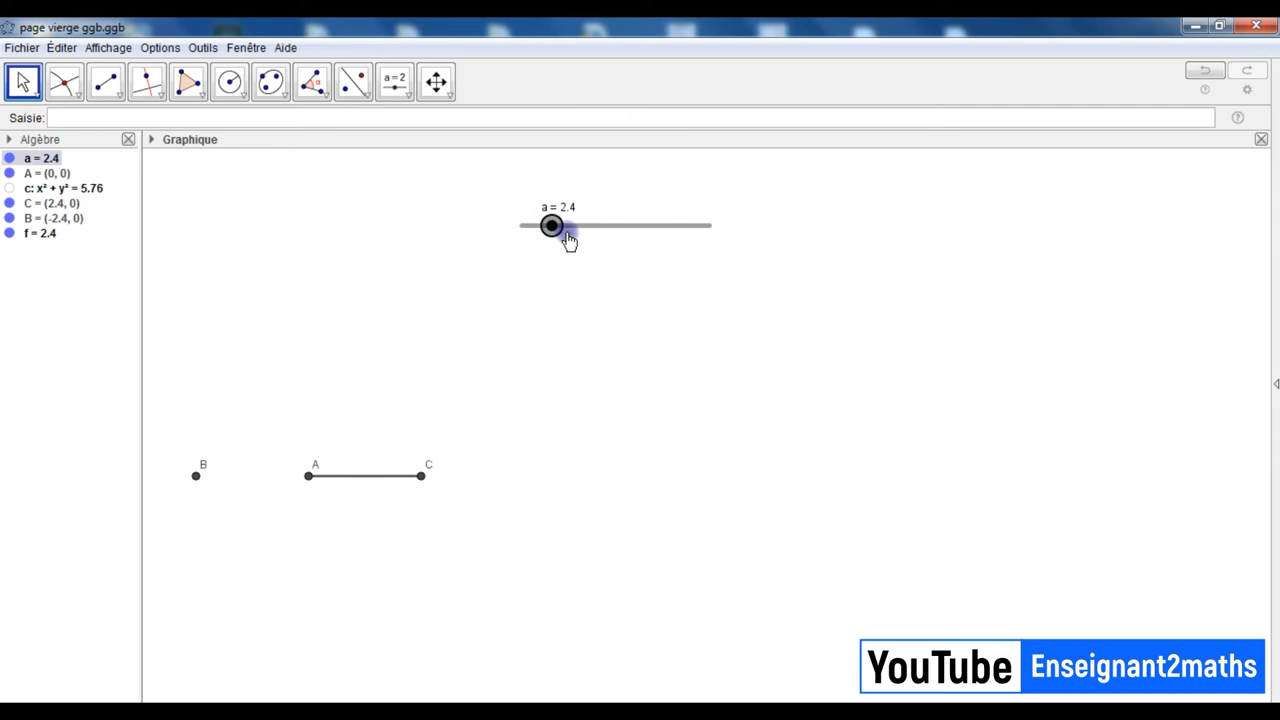 page vierge ggb.ggb
Fichier Éditer Affichage Options Outils Fenêtre Aide
a = 2
Saisie:
Algèbre
Graphique
a = 2.4
A = (0, 0)
c: x² + y² = 5.76
C = (2.4, 0)
B = (-2.4, 0)
f = 2.4
a = 2.4
B
A
C
YouTube Enseignant2maths